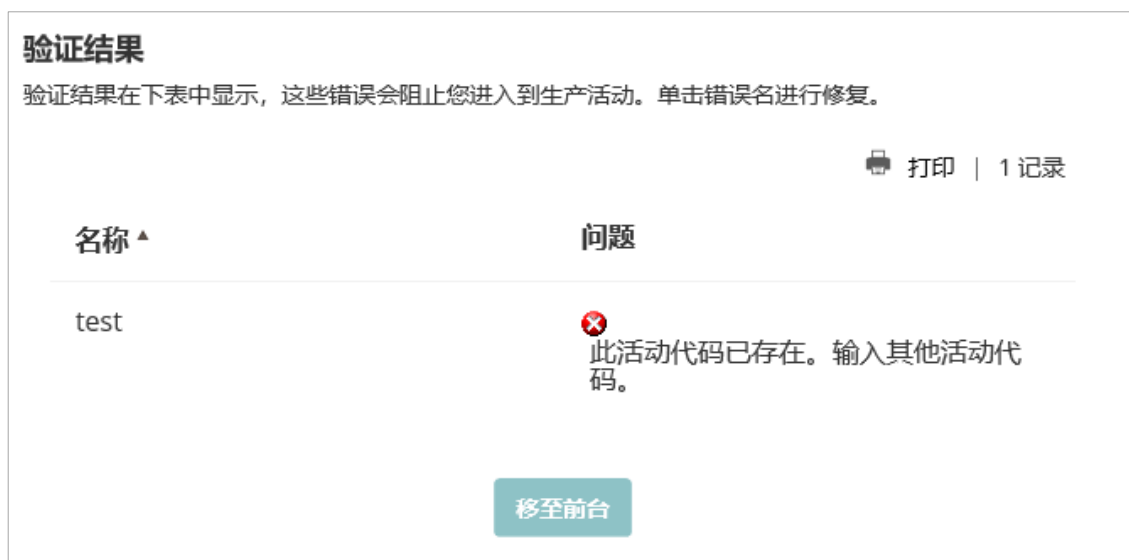 验证结果
验证结果在下表中显示，这些错误会阻止您进入到生产活动。单击错误名进行修复。
打印 | 1 记录
名称 问题
test
此活动代码已存在。输入其他活动代
码。
移至前台